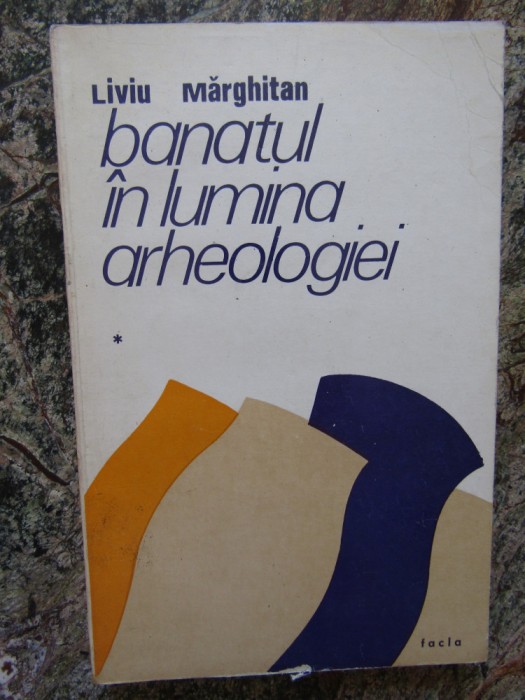 Liviu Mărghitan
banatul
în lumina
arheologiei
*
facla